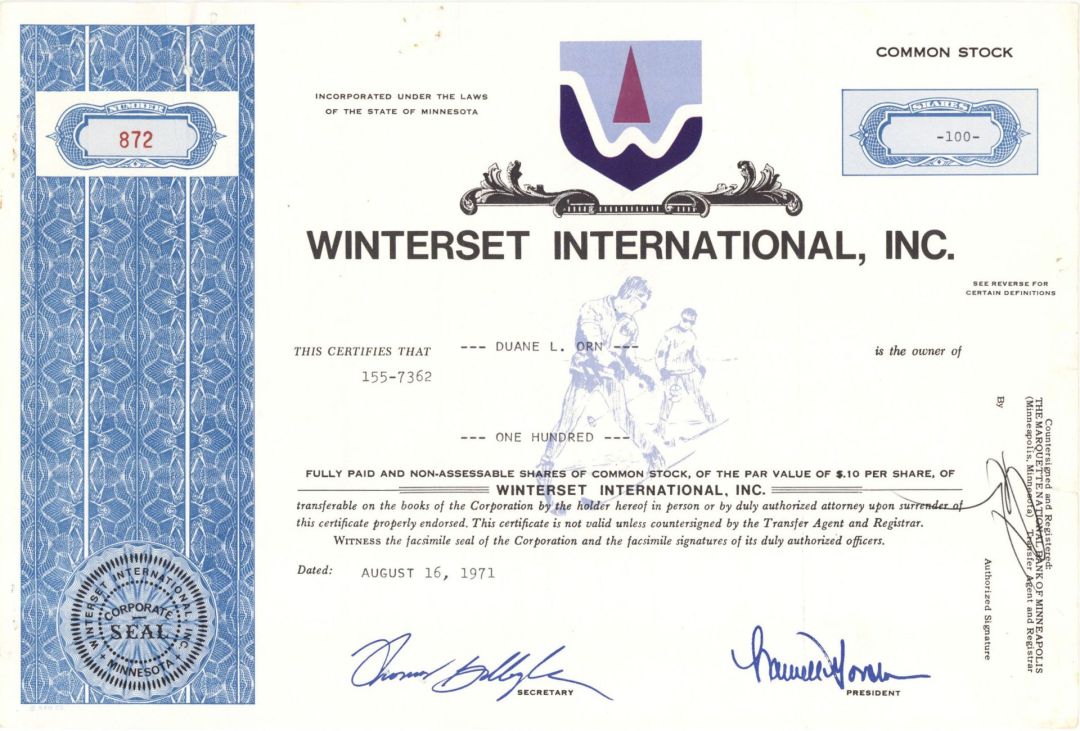 COMMON STOCK
INCORPORATED UNDER THE LAWS
OF THE STATE OF MINNESOTA
NUMBER
872
SHARES
-100-
WINTERSET INTERNATIONAL, INC.
SEE REVERSE FOR
CERTAIN DEFINITIONS
THIS CERTIFIES THAT --- DUANE L. ORN --- is the owner of
155-7362
--- ONE HUNDRED ---
FULLY PAID AND NON-ASSESSABLE SHARES OF COMMON STOCK, OF THE PAR VALUE OF $.10 PER SHARE, OF
WINTERSET INTERNATIONAL, INC.
transferable on the books of the Corporation by the holder hereof in person or by duly authorized attorney upon surrender of
this certificate properly endorsed. This certificate is not valid unless countersigned by the Transfer Agent and Registrar.
WITNESS the facsimile seal of the Corporation and the facsimile signatures of its duly authorized officers.
Dated: AUGUST 16, 1971
SECRETARY
PRESIDENT
WINTERSET INTERNATIONAL, INC.
CORPORATE
SEAL
MINNESOTA
Countersigned and Registered:
THE MARQUETTE NATIONAL BANK OF MINNEAPOLIS
(Minneapolis, Minnesota) Transfer Agent and Registrar
By
Authorized Signature